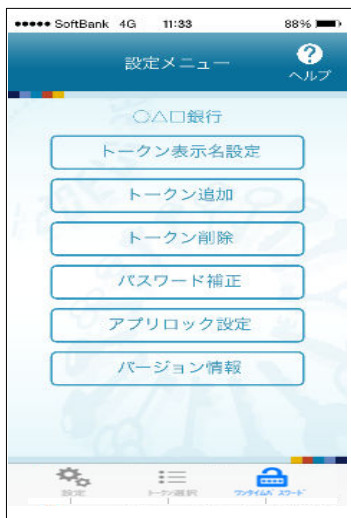 ●●●●● SoftBank 4G 11:33 88%
設定メニュー
?
ヘルプ
○△□銀行
トークン表示名設定
トークン追加
トークン削除
パスワード補正
アプリロック設定
バージョン情報
設定 トークン選択 ワンタイムパスワード